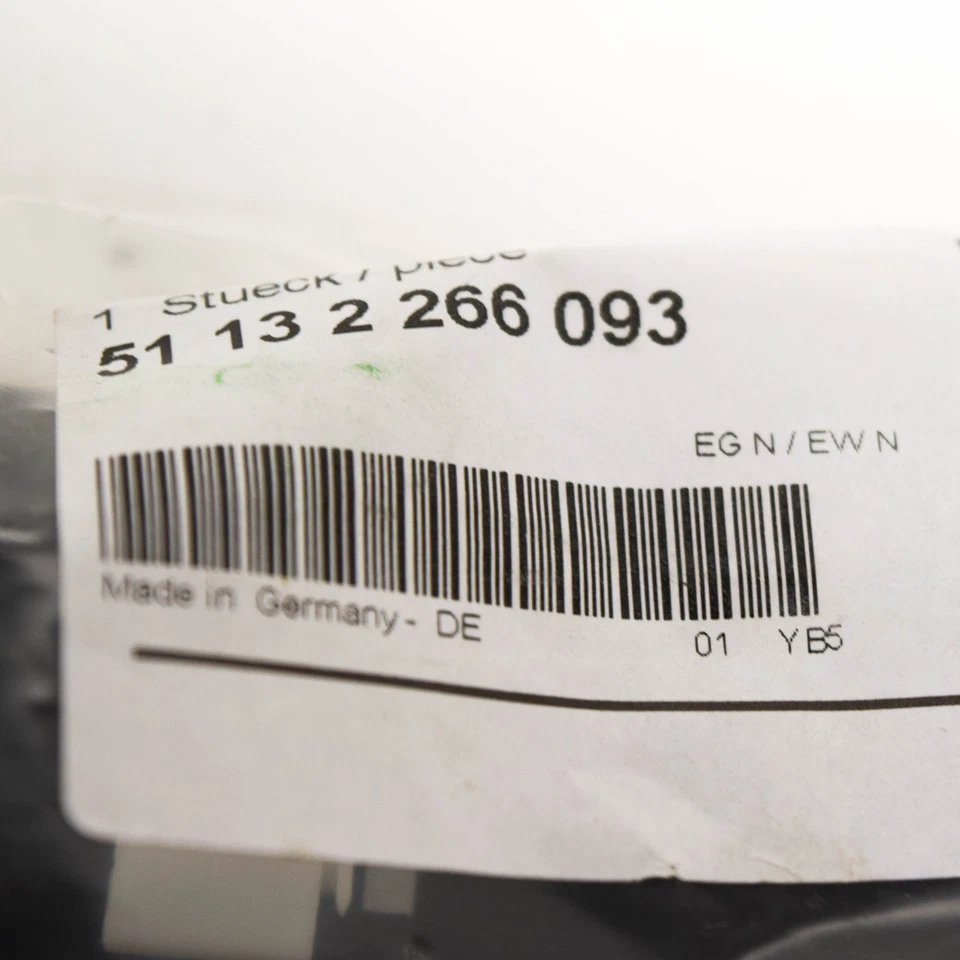 1 Stueck / piece
51 13 2 266 093
EG N / EW N
Made in Germany - DE
01 YB5